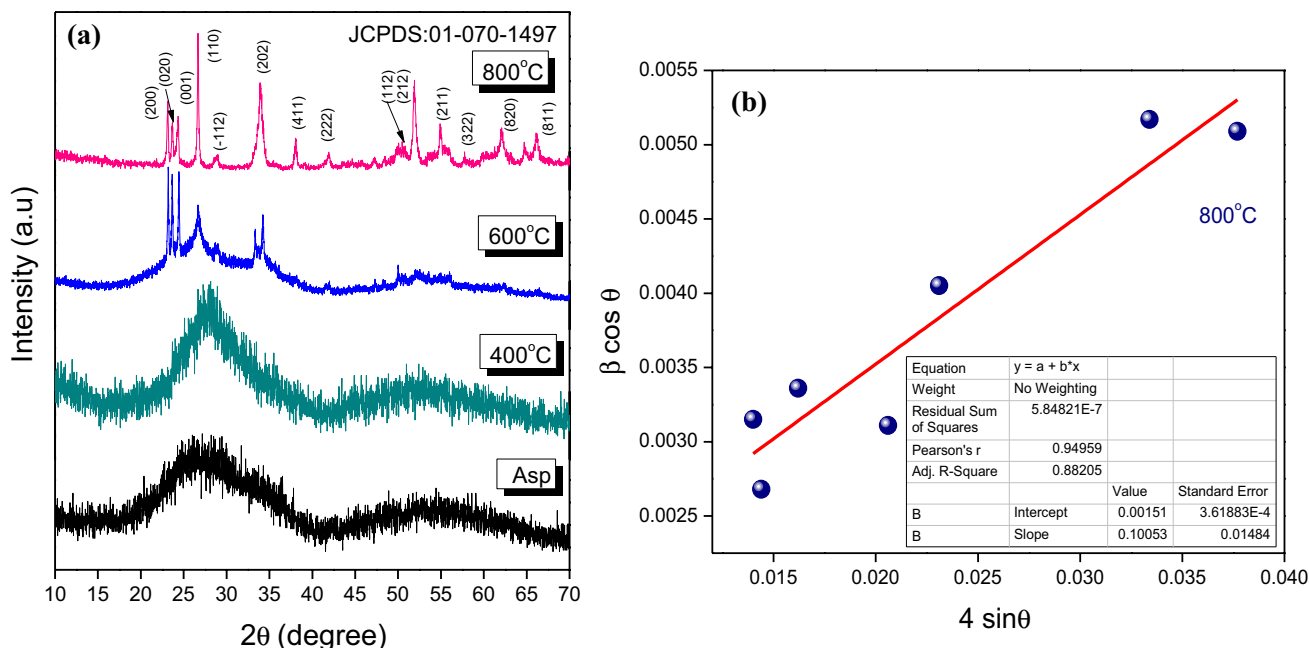 (a)
JCPDS:01-070-1497
800°C
(200)
(020)
(001)
(110)
(-112)
(202)
(411)
(222)
(112)
(212)
(211)
(322)
(820)
(811)
600°C
400°C
Asp
Intensity (a.u)
10 15 20 25 30 35 40 45 50 55 60 65 70
2θ (degree)
(b)
0.0055
0.0050
0.0045
0.0040
0.0035
0.0030
0.0025
β cos θ
800°C
Equation y = a + b*x
Weight No Weighting
Residual Sum
of Squares 5.84821E-7
Pearson's r 0.94959
Adj. R-Square 0.88205
Value Standard Error
B Intercept 0.00151 3.61883E-4
B Slope 0.10053 0.01484
0.015 0.020 0.025 0.030 0.035 0.040
4 sinθ